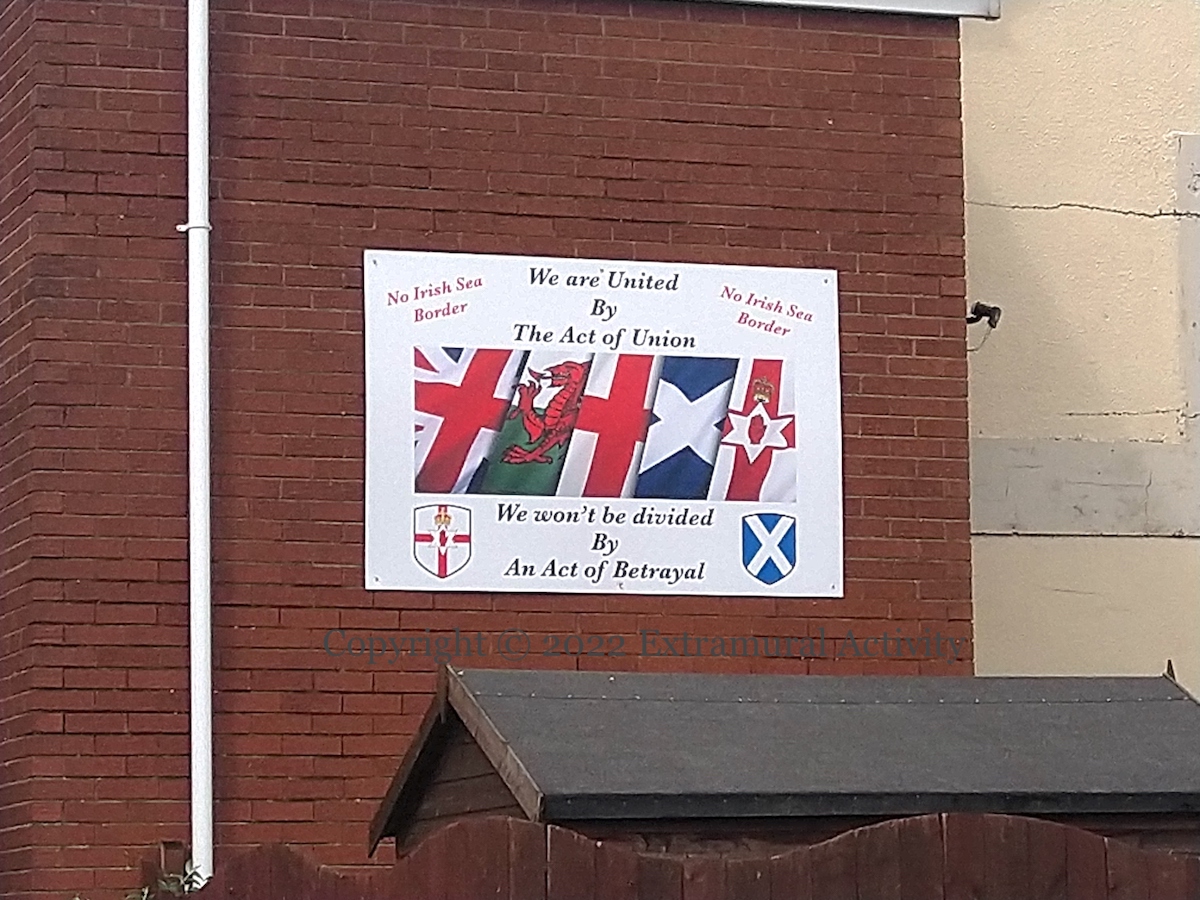 We are United
By
The Act of Union
No Irish Sea
Border
No Irish Sea
Border
We won't be divided
By
An Act of Betrayal
Copyright © 2022 Extramural Activity